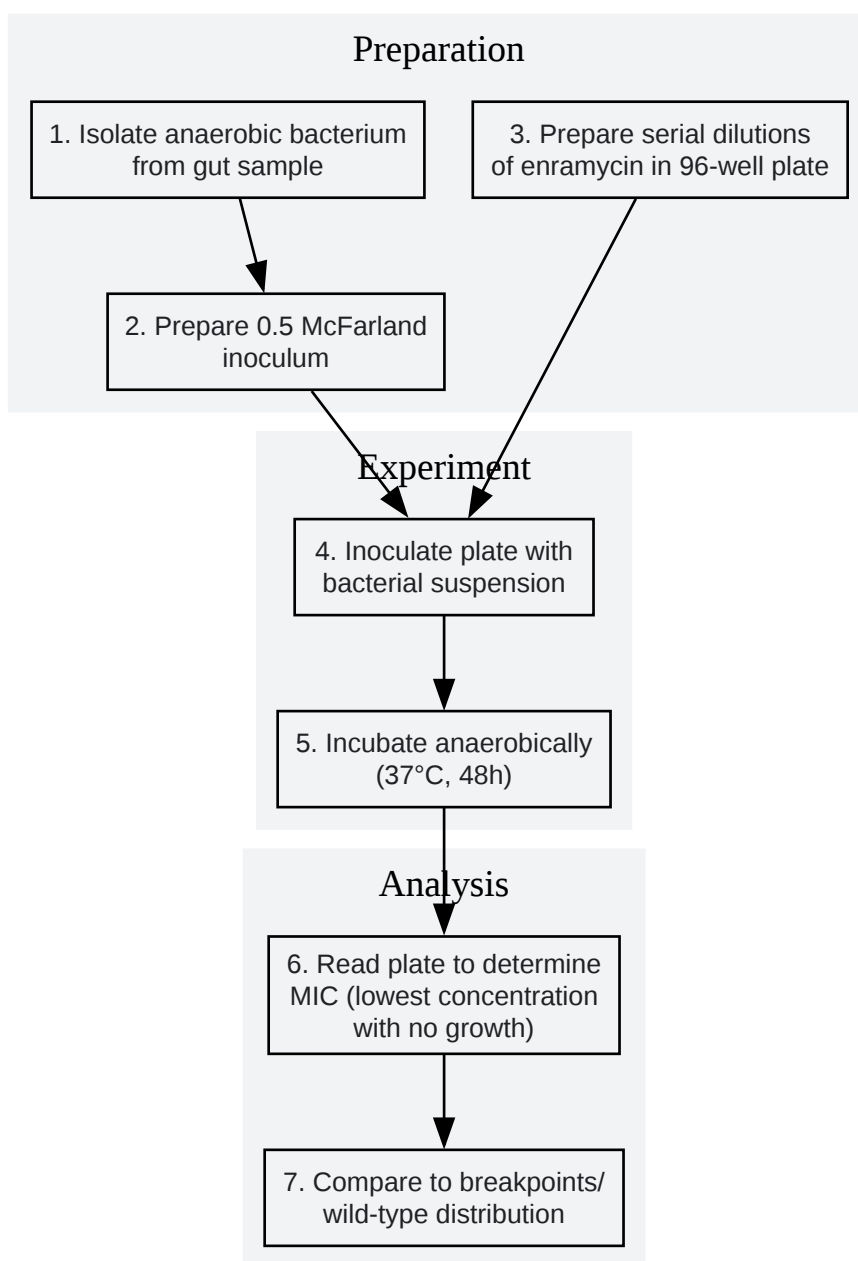 Preparation
1. Isolate anaerobic bacterium
from gut sample
3. Prepare serial dilutions
of enramycin in 96-well plate
2. Prepare 0.5 McFarland
inoculum
Experiment
4. Inoculate plate with
bacterial suspension
5. Incubate anaerobically
(37°C, 48h)
Analysis
6. Read plate to determine
MIC (lowest concentration
with no growth)
7. Compare to breakpoints/
wild-type distribution